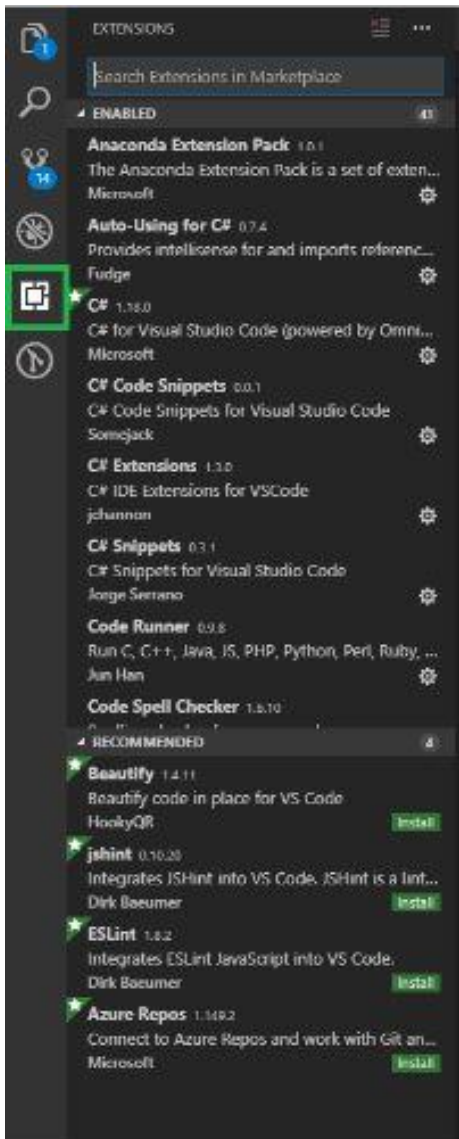 EXTENSIONS
1
Search Extensions in Marketplace
ENABLED 41
Anaconda Extension Pack 1.0.1
The Anaconda Extension Pack is a set of exten...
Microsoft
14
Auto-Using for C# 0.7.4
Provides intellisense for and imports referenc...
Fudge
C# 1.18.0
C# for Visual Studio Code (powered by Omni...
Microsoft
C# Code Snippets 0.0.1
C# Code Snippets for Visual Studio Code
Somejack
C# Extensions 1.3.0
C# IDE Extensions for VSCode
jchannon
C# Snippets 0.3.1
C# Snippets for Visual Studio Code
Jorge Serrano
Code Runner 0.9.8
Run C, C++, Java, JS, PHP, Python, Perl, Ruby, ...
Jun Han
Code Spell Checker 1.6.10
RECOMMENDED 4
Beautify 1.4.11
Beautify code in place for VS Code
HookyQR Install
jshint 0.10.20
Integrates JSHint into VS Code. JSHint is a lint...
Dirk Baeumer Install
ESLint 1.8.2
Integrates ESLint JavaScript into VS Code.
Dirk Baeumer Install
Azure Repos 1.149.2
Connect to Azure Repos and work with Git an...
Microsoft Install